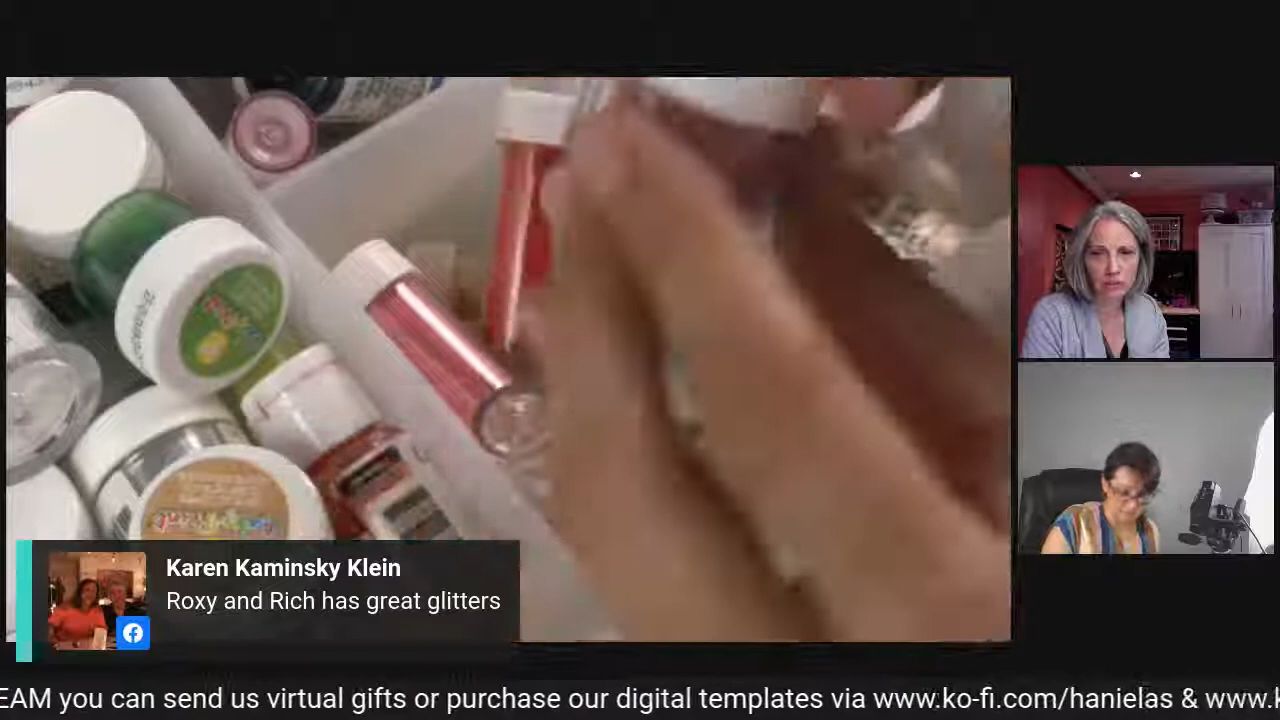 Karen Kaminsky Klein
Roxy and Rich has great glitters
EAM you can send us virtual gifts or purchase our digital templates via www.ko-fi.com/hanielas & www.k